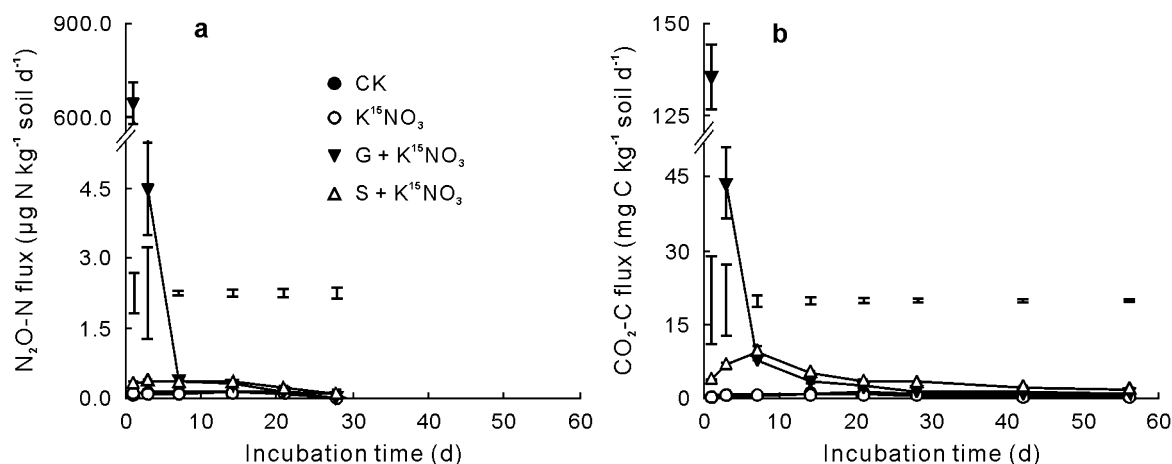 a
N₂O-N flux (μg N kg⁻¹ soil d⁻¹)
900.0
600.0
4.5
3.0
1.5
0.0
CK
K¹⁵NO₃
G + K¹⁵NO₃
S + K¹⁵NO₃
0 10 20 30 40 50 60
Incubation time (d)
b
CO₂-C flux (mg C kg⁻¹ soil d⁻¹)
150
125
45
30
15
0
0 10 20 30 40 50 60
Incubation time (d)